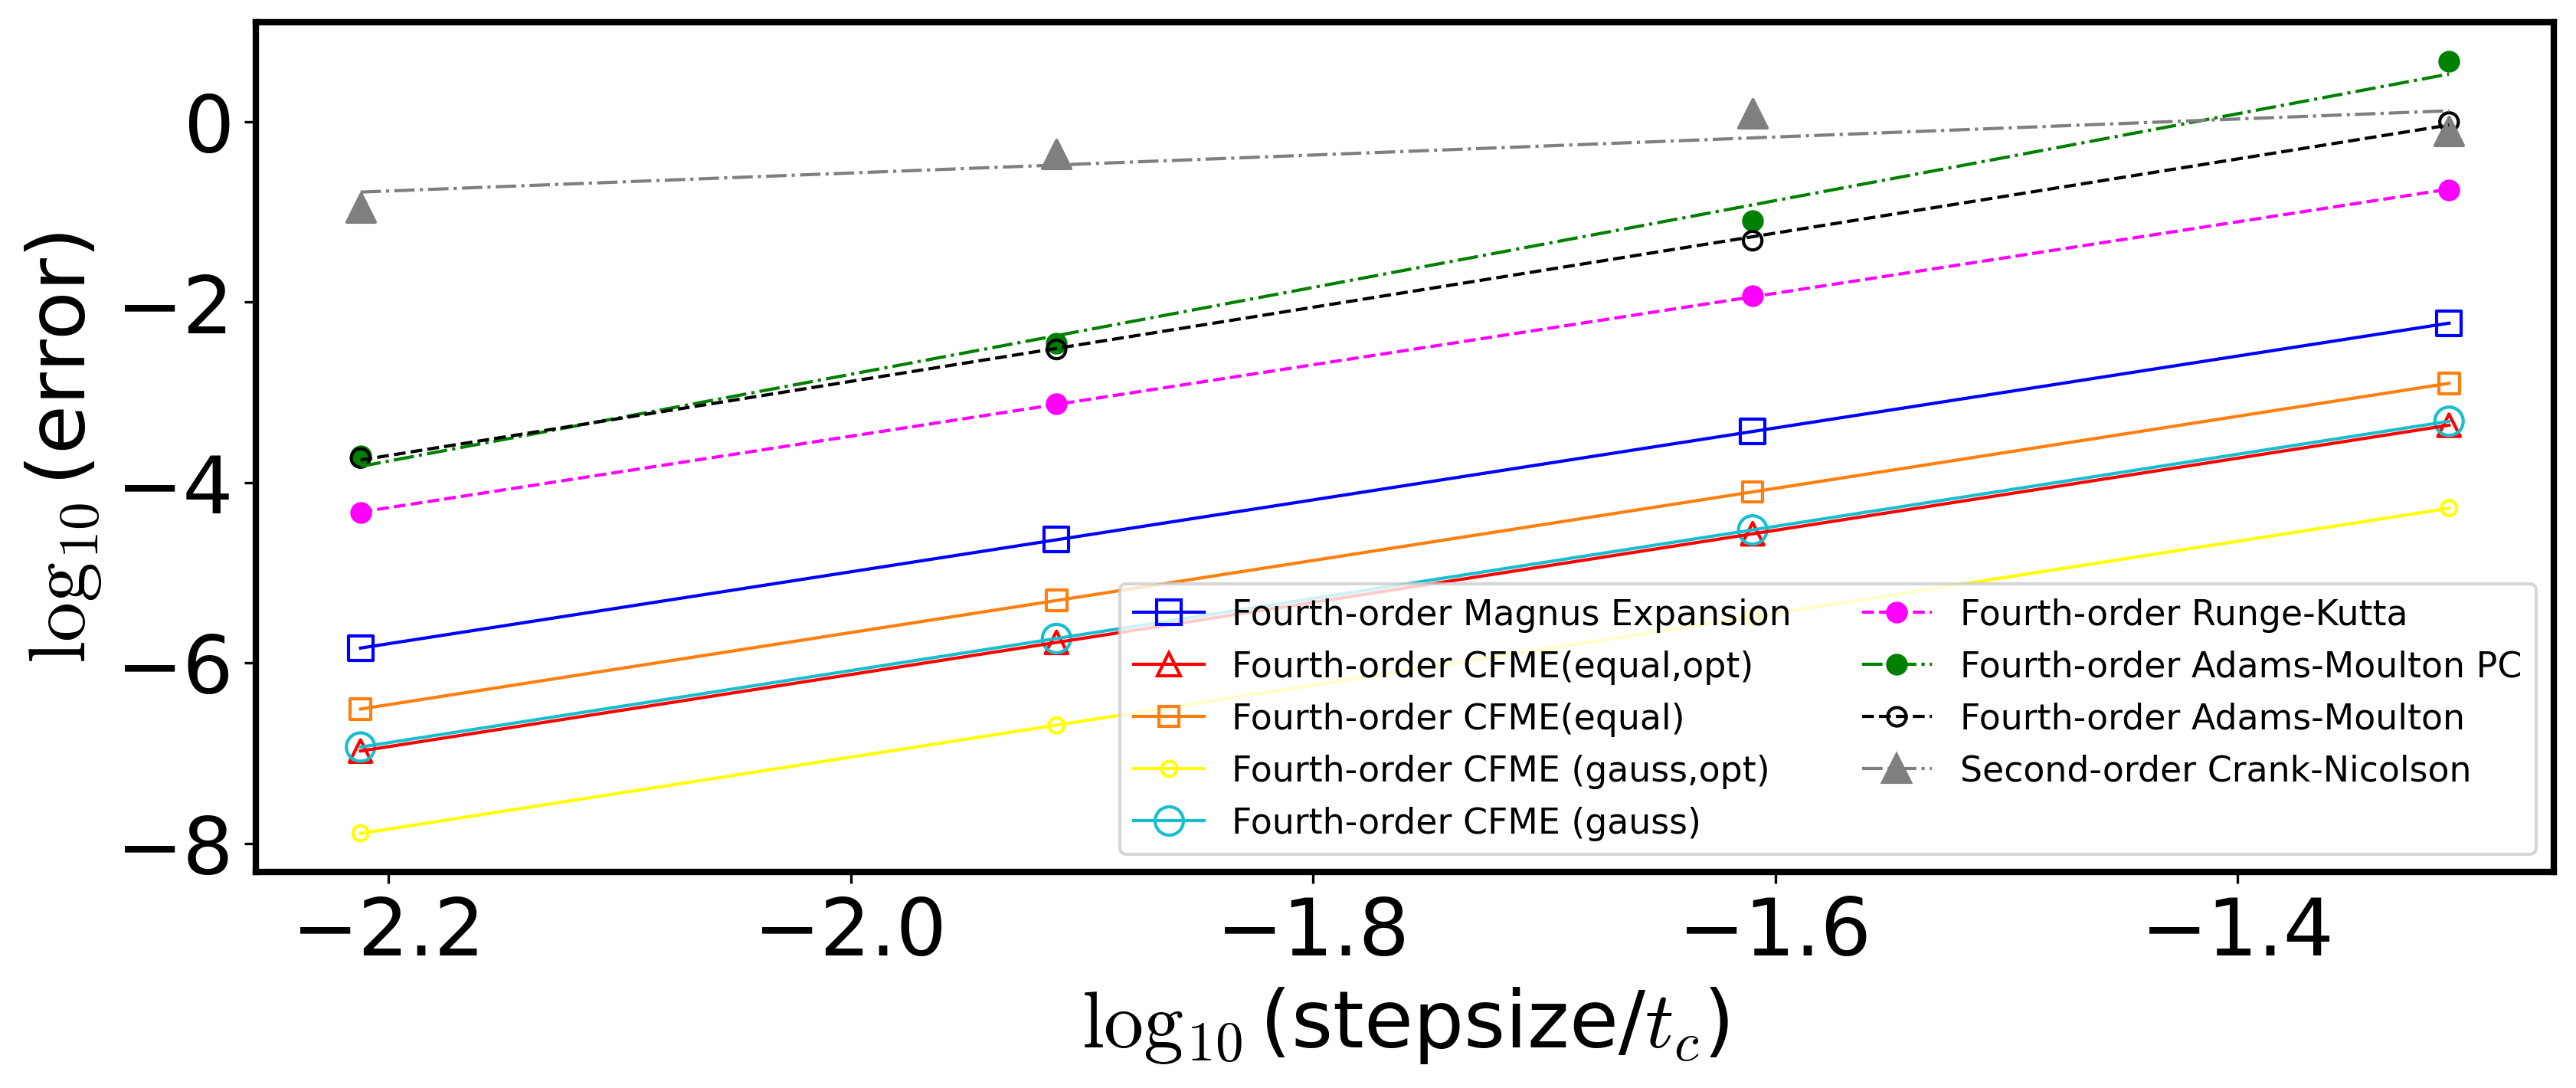 log10 (error)
0
−2
−4
−6
−8
Fourth-order Magnus Expansion
Fourth-order CFME(equal,opt)
Fourth-order CFME(equal)
Fourth-order CFME (gauss,opt)
Fourth-order CFME (gauss)
Fourth-order Runge-Kutta
Fourth-order Adams-Moulton PC
Fourth-order Adams-Moulton
Second-order Crank-Nicolson
−2.2 −2.0 −1.8 −1.6 −1.4
log10 (stepsize/tc)